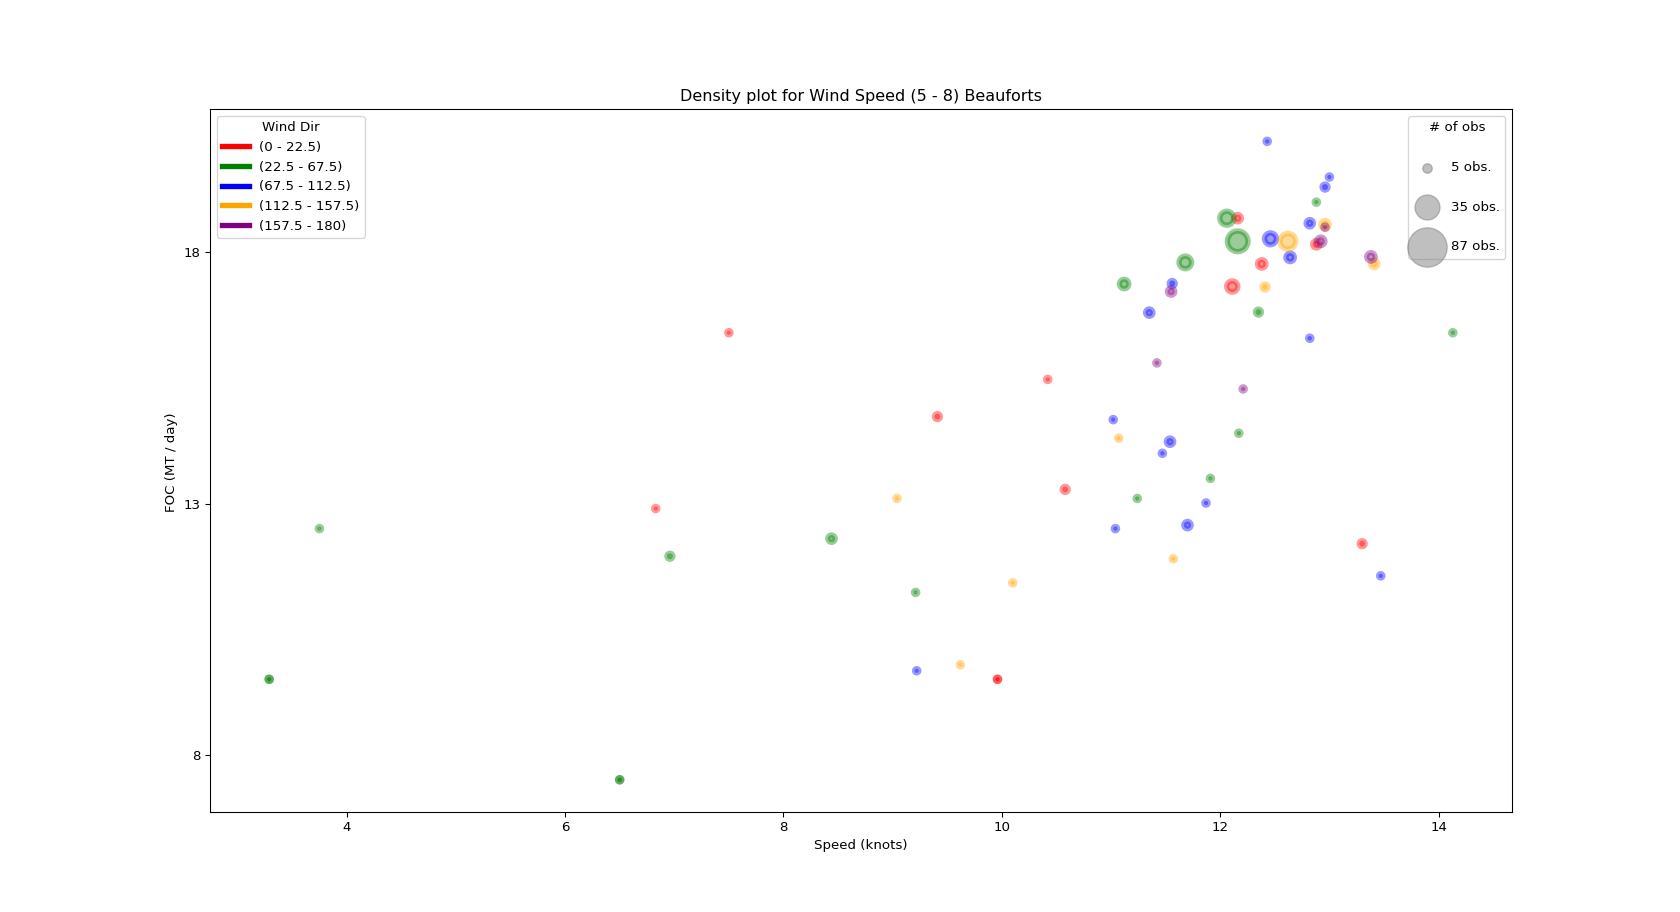 Density plot for Wind Speed (5 - 8) Beauforts
Wind Dir
(0 - 22.5)
(22.5 - 67.5)
(67.5 - 112.5)
(112.5 - 157.5)
(157.5 - 180)
# of obs
5 obs.
35 obs.
87 obs.
FOC (MT / day)
18
13
8
4
6
8
10
12
14
Speed (knots)